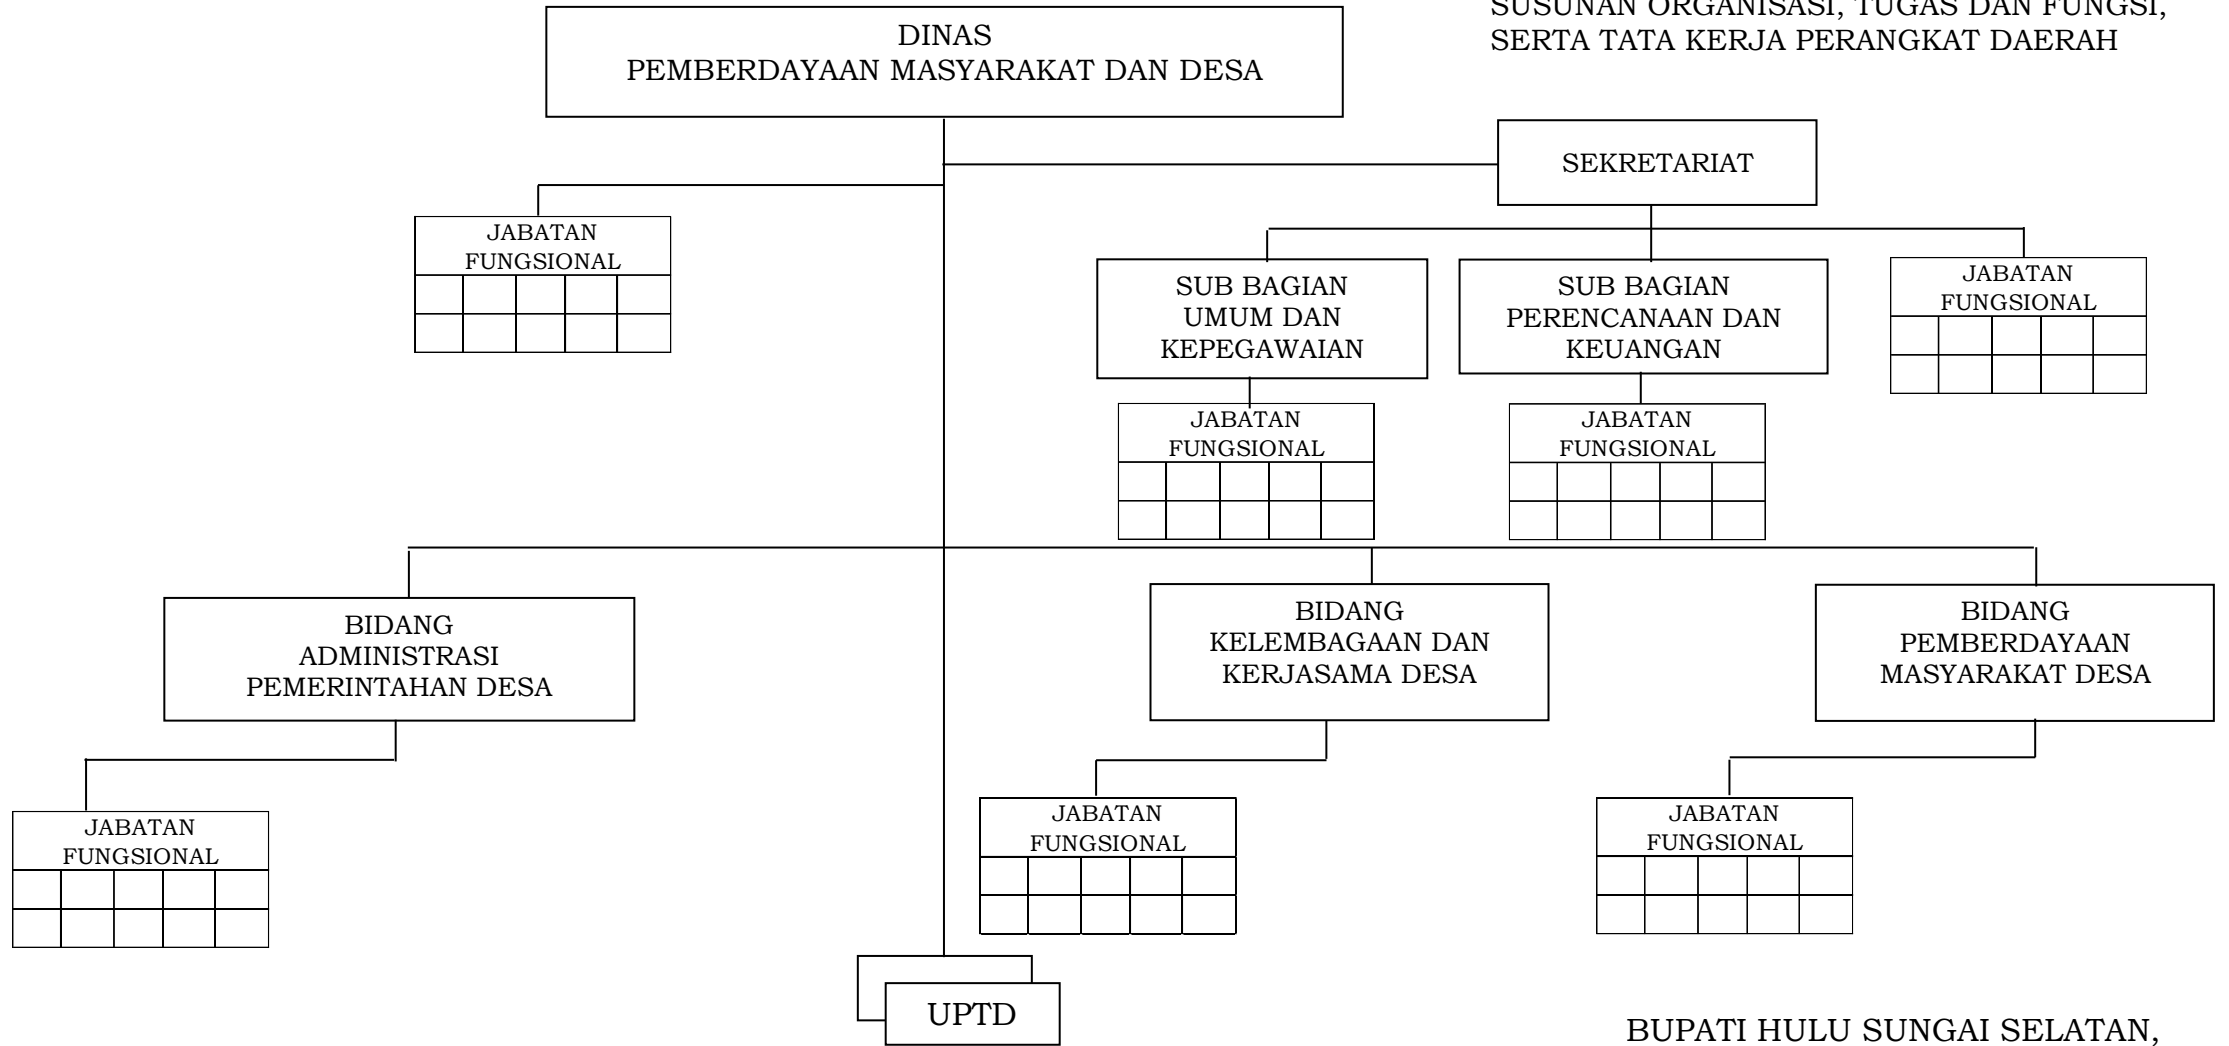 SUSUNAN ORGANISASI, TUGAS DAN FUNGSI,
SERTA TATA KERJA PERANGKAT DAERAH
DINAS
PEMBERDAYAAN MASYARAKAT DAN DESA
SEKRETARIAT
JABATAN
FUNGSIONAL
SUB BAGIAN
UMUM DAN
KEPEGAWAIAN
SUB BAGIAN
PERENCANAAN DAN
KEUANGAN
JABATAN
FUNGSIONAL
JABATAN
FUNGSIONAL
JABATAN
FUNGSIONAL
BIDANG
ADMINISTRASI
PEMERINTAHAN DESA
BIDANG
KELEMBAGAAN DAN
KERJASAMA DESA
BIDANG
PEMBERDAYAAN
MASYARAKAT DESA
JABATAN
FUNGSIONAL
JABATAN
FUNGSIONAL
JABATAN
FUNGSIONAL
UPTD
BUPATI HULU SUNGAI SELATAN,